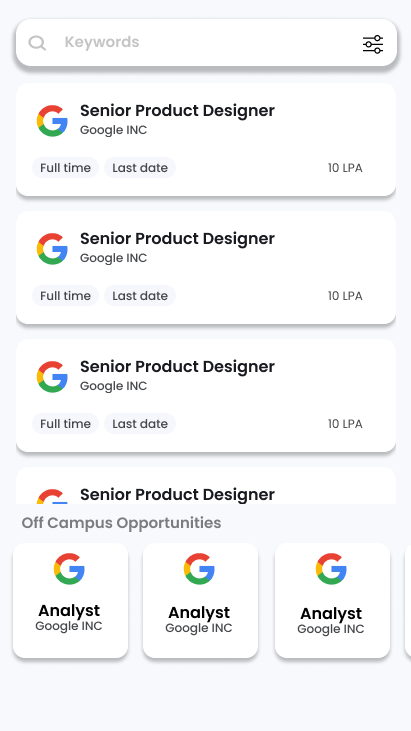 Keywords
Senior Product Designer
Google INC
Full time Last date 10 LPA
Senior Product Designer
Google INC
Full time Last date 10 LPA
Senior Product Designer
Google INC
Full time Last date 10 LPA
Senior Product Designer
Off Campus Opportunities
Analyst
Google INC
Analyst
Google INC
Analyst
Google INC